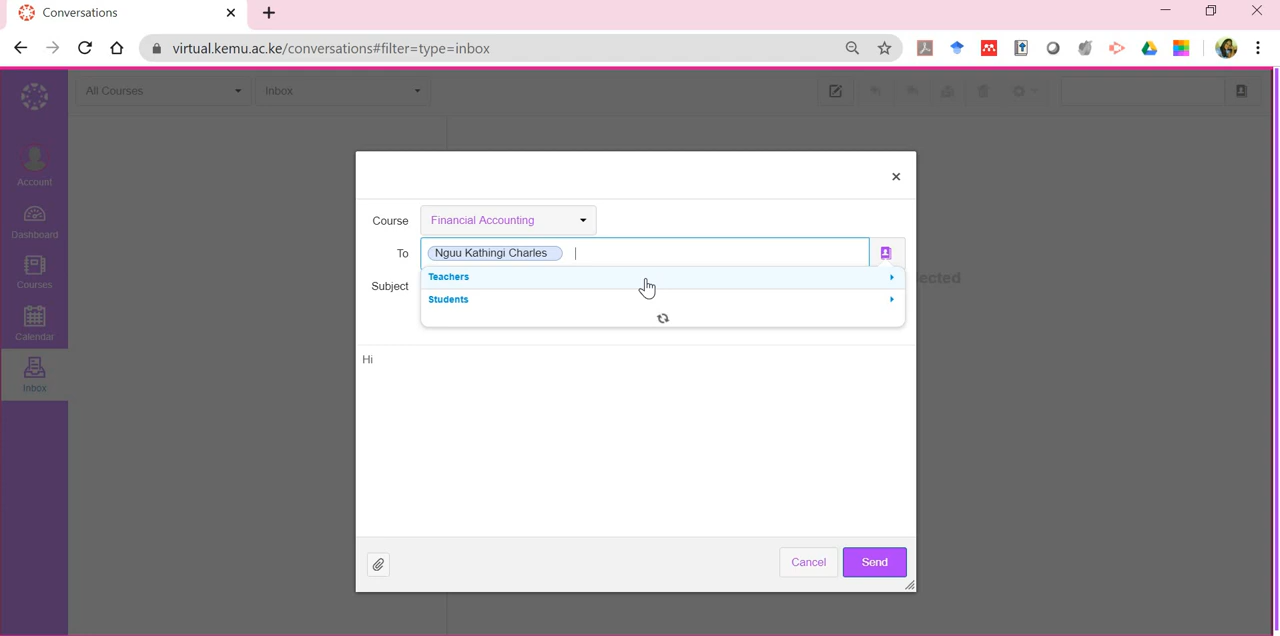 Conversations
virtual.kemu.ac.ke/conversations#filter=type=inbox
All Courses
Inbox
Account
Dashboard
Courses
Calendar
Inbox
Course
Financial Accounting
To
Nguu Kathingi Charles
Teachers
Subject
ected
Students
Hi
Cancel
Send